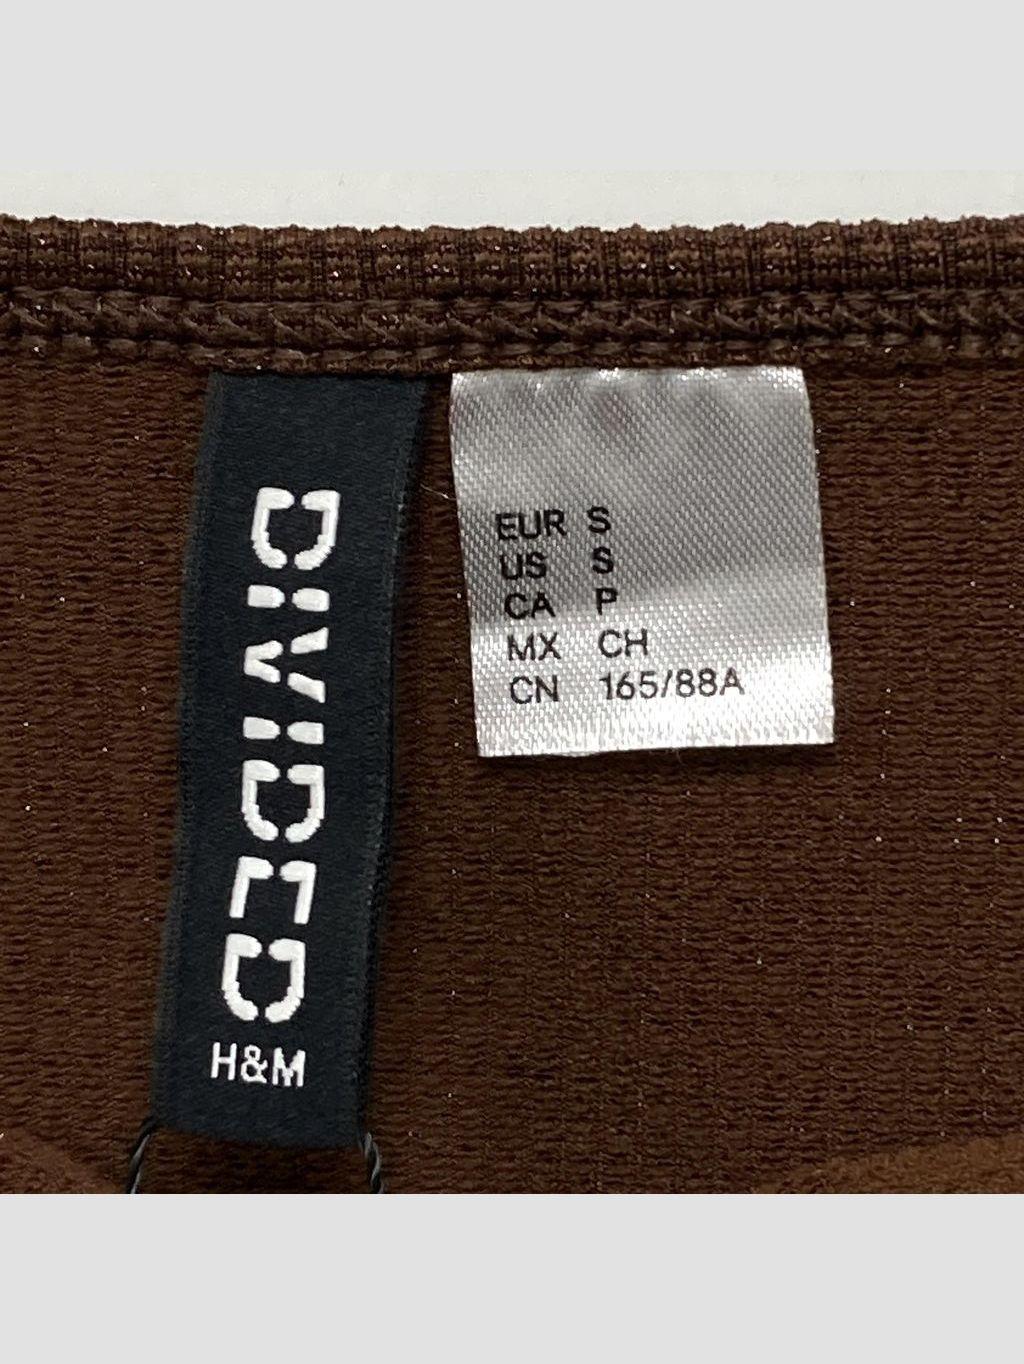 DIVIDED
H&M
EUR S
US S
CA P
MX CH
CN 165/88A